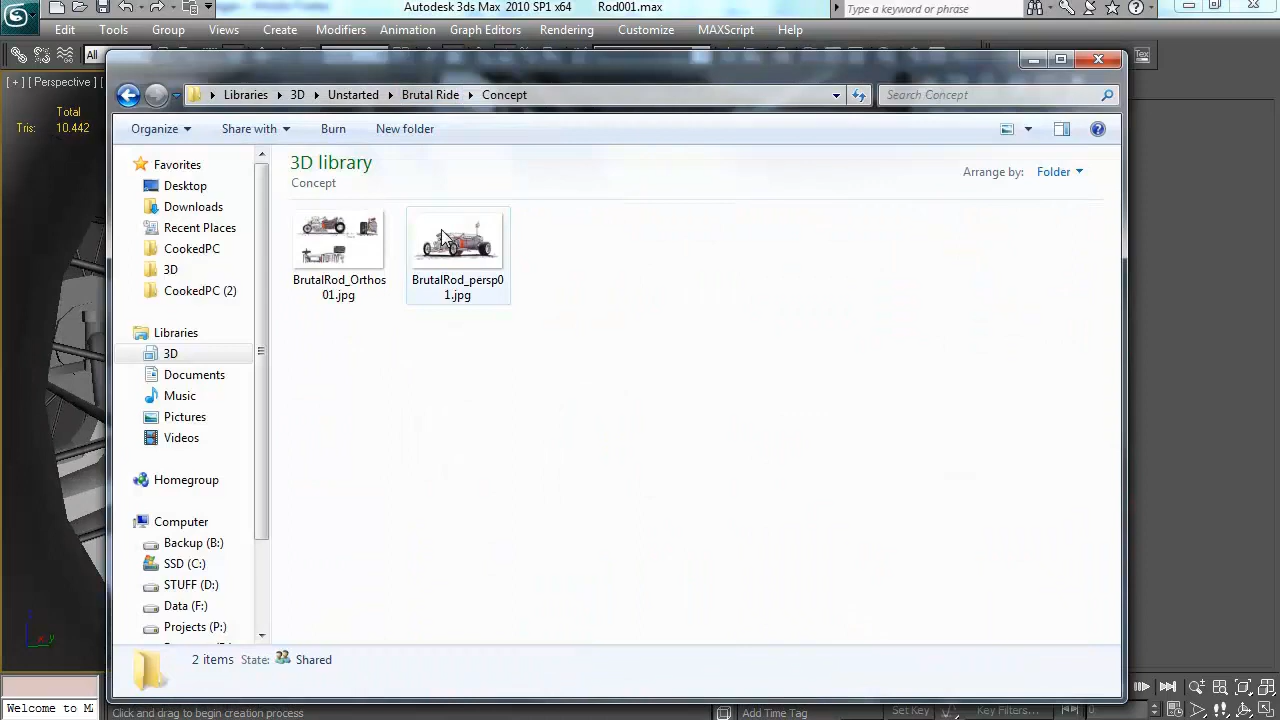 Autodesk 3ds Max 2010 SP1 x64 Rod001.max
Type a keyword or phrase
Edit Tools Group Views Create Modifiers Animation Graph Editors Rendering Customize MAXScript Help
All
Tex
[ + ] [ Perspective ]
Total
Tris: 10.442
Libraries 3D Unstarted Brutal Ride Concept
Search Concept
Organize Share with Burn New folder
3D library
Concept
Arrange by: Folder
Favorites
Desktop
Downloads
Recent Places
CookedPC
3D
CookedPC (2)
Libraries
3D
Documents
Music
Pictures
Videos
Homegroup
Computer
Backup (B:)
SSD (C:)
STUFF (D:)
Data (F:)
Projects (P:)
BrutalRod_Orthos
01.jpg
BrutalRod_persp0
1.jpg
2 items State: Shared
x y
Welcome to M
Click and drag to begin creation process
Add Time Tag
Set Key Key Filters...
0